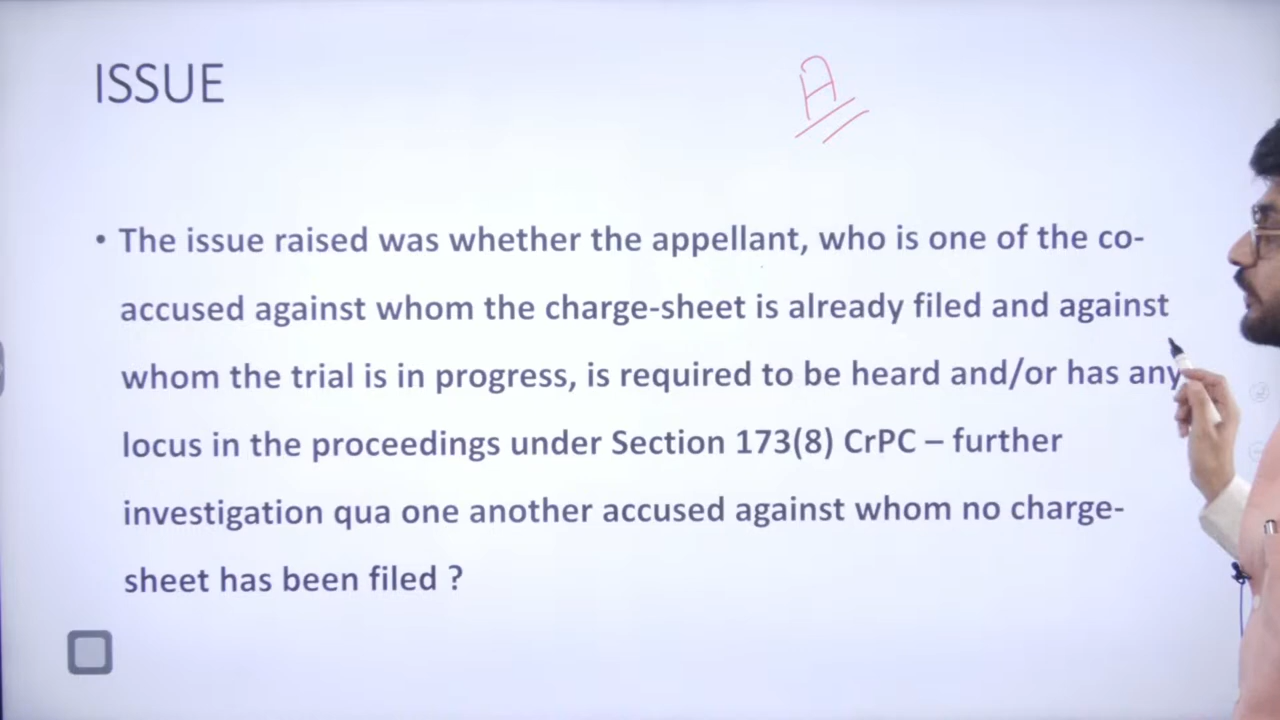 ISSUE
A
• The issue raised was whether the appellant, who is one of the co-
accused against whom the charge-sheet is already filed and against
whom the trial is in progress, is required to be heard and/or has any
locus in the proceedings under Section 173(8) CrPC – further
investigation qua one another accused against whom no charge-
sheet has been filed ?